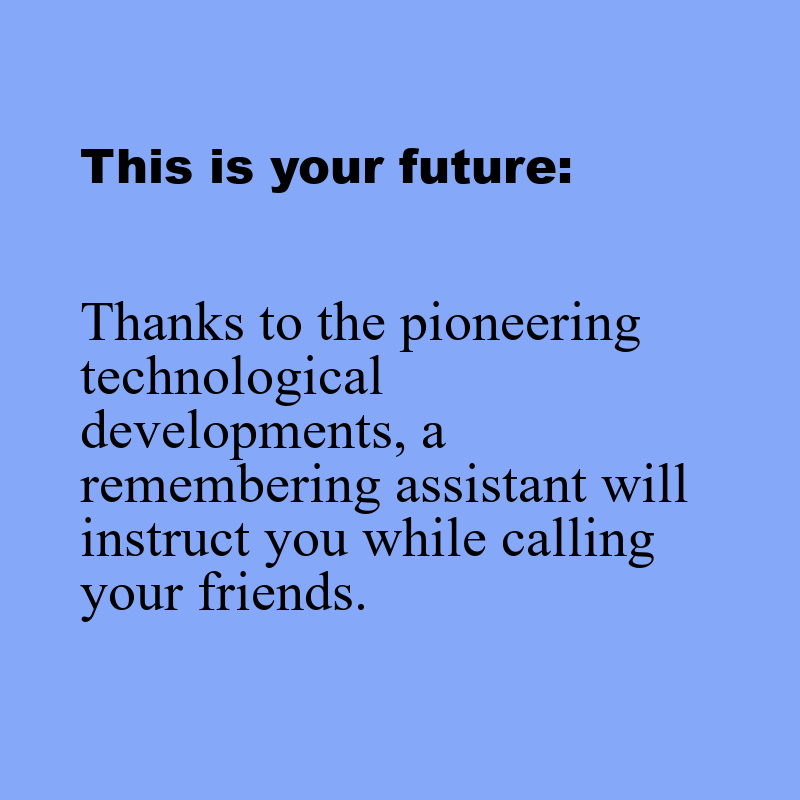 This is your future:
Thanks to the pioneering
technological
developments, a
remembering assistant will
instruct you while calling
your friends.